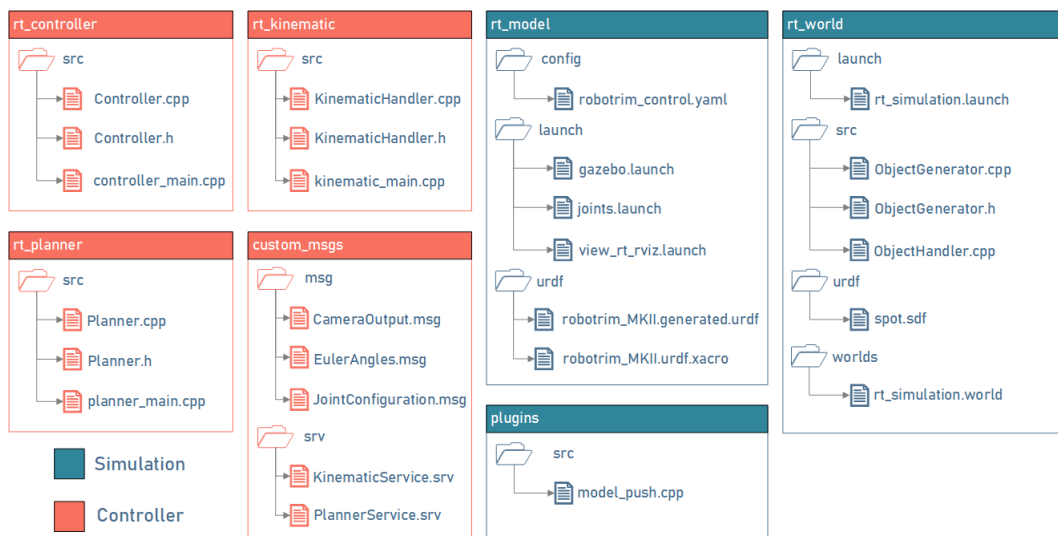 rt_controller
src
Controller.cpp
Controller.h
controller_main.cpp
rt_kinematic
src
KinematicHandler.cpp
KinematicHandler.h
kinematic_main.cpp
rt_model
config
robotrim_control.yaml
launch
gazebo.launch
joints.launch
view_rt_rviz.launch
urdf
robotrim_MKII.generated.urdf
robotrim_MKII.urdf.xacro
rt_world
launch
rt_simulation.launch
src
ObjectGenerator.cpp
ObjectGenerator.h
ObjectHandler.cpp
urdf
spot.sdf
worlds
rt_simulation.world
rt_planner
src
Planner.cpp
Planner.h
planner_main.cpp
custom_msgs
msg
CameraOutput.msg
EulerAngles.msg
JointConfiguration.msg
srv
KinematicService.srv
PlannerService.srv
plugins
src
model_push.cpp
Simulation
Controller